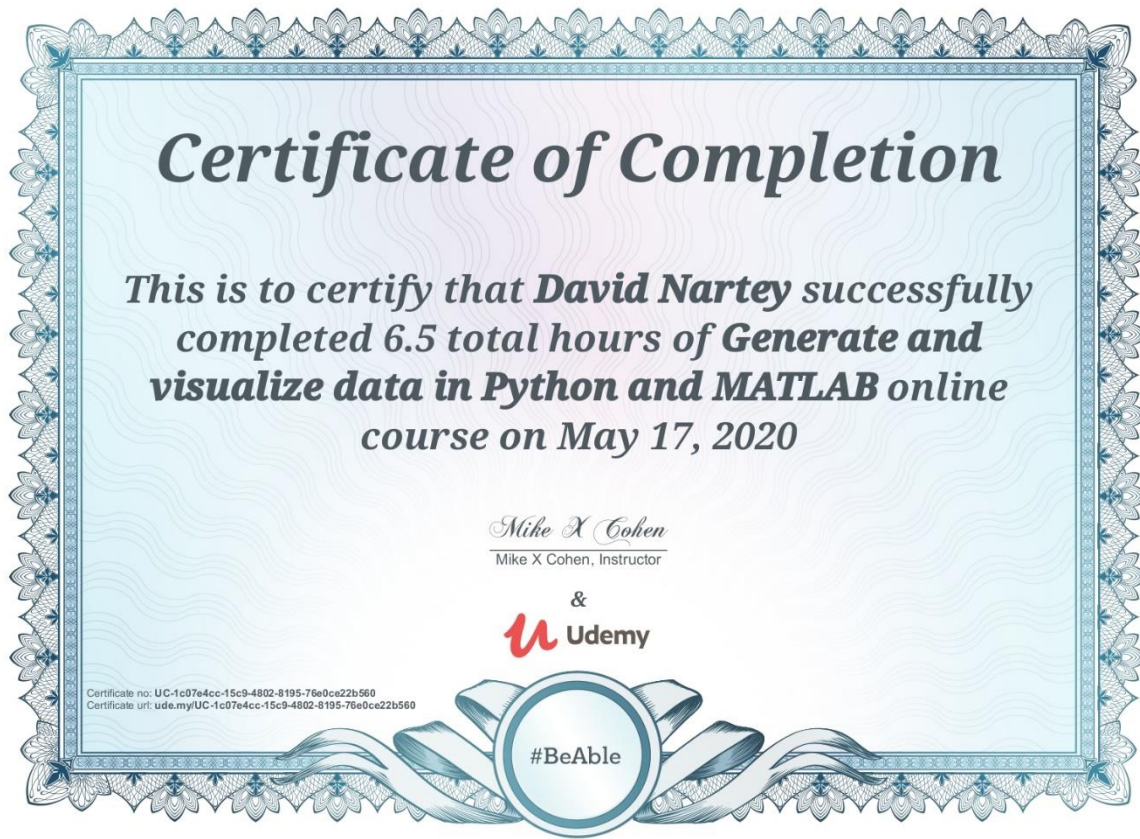 Certificate of Completion
This is to certify that David Nartey successfully
completed 6.5 total hours of Generate and
visualize data in Python and MATLAB online
course on May 17, 2020
Mike X Cohen
Mike X Cohen, Instructor
&
Udemy
Certificate no: UC-1c07e4cc-15c9-4802-8195-76e0ce22b560
Certificate url: ude.my/UC-1c07e4cc-15c9-4802-8195-76e0ce22b560
#BeAble